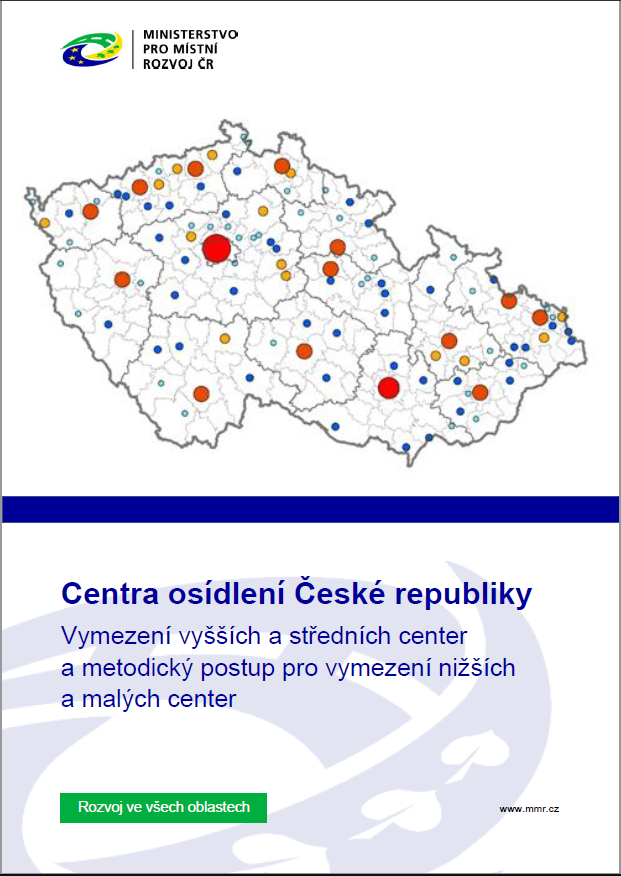 MINISTERSTVO
PRO MÍSTNÍ
ROZVOJ ČR
Centra osídlení České republiky
Vymezení vyšších a středních center
a metodický postup pro vymezení nižších
a malých center
Rozvoj ve všech oblastech
www.mmr.cz